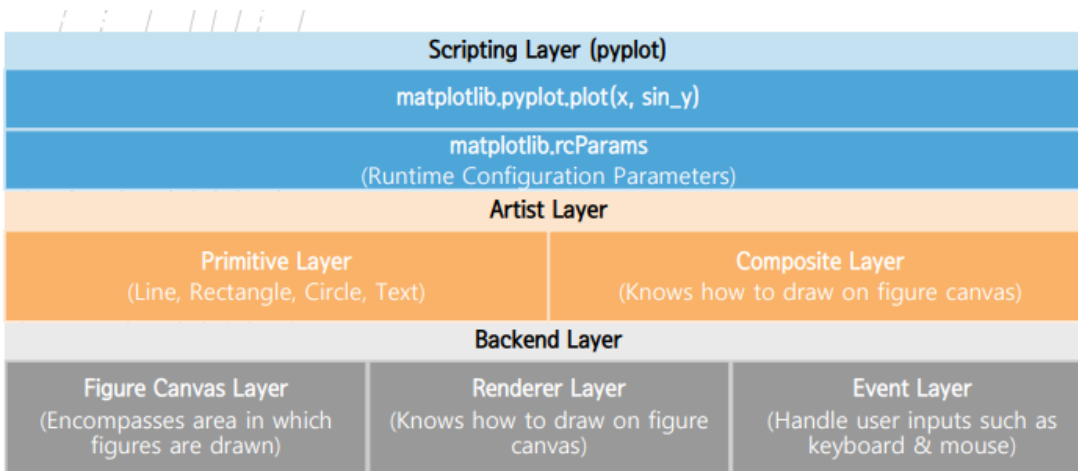 Scripting Layer (pyplot)
matplotlib.pyplot.plot(x, sin_y)
matplotlib.rcParams
(Runtime Configuration Parameters)
Artist Layer
Primitive Layer
(Line, Rectangle, Circle, Text)
Composite Layer
(Knows how to draw on figure canvas)
Backend Layer
Figure Canvas Layer
(Encompasses area in which
figures are drawn)
Renderer Layer
(Knows how to draw on figure
canvas)
Event Layer
(Handle user inputs such as
keyboard & mouse)